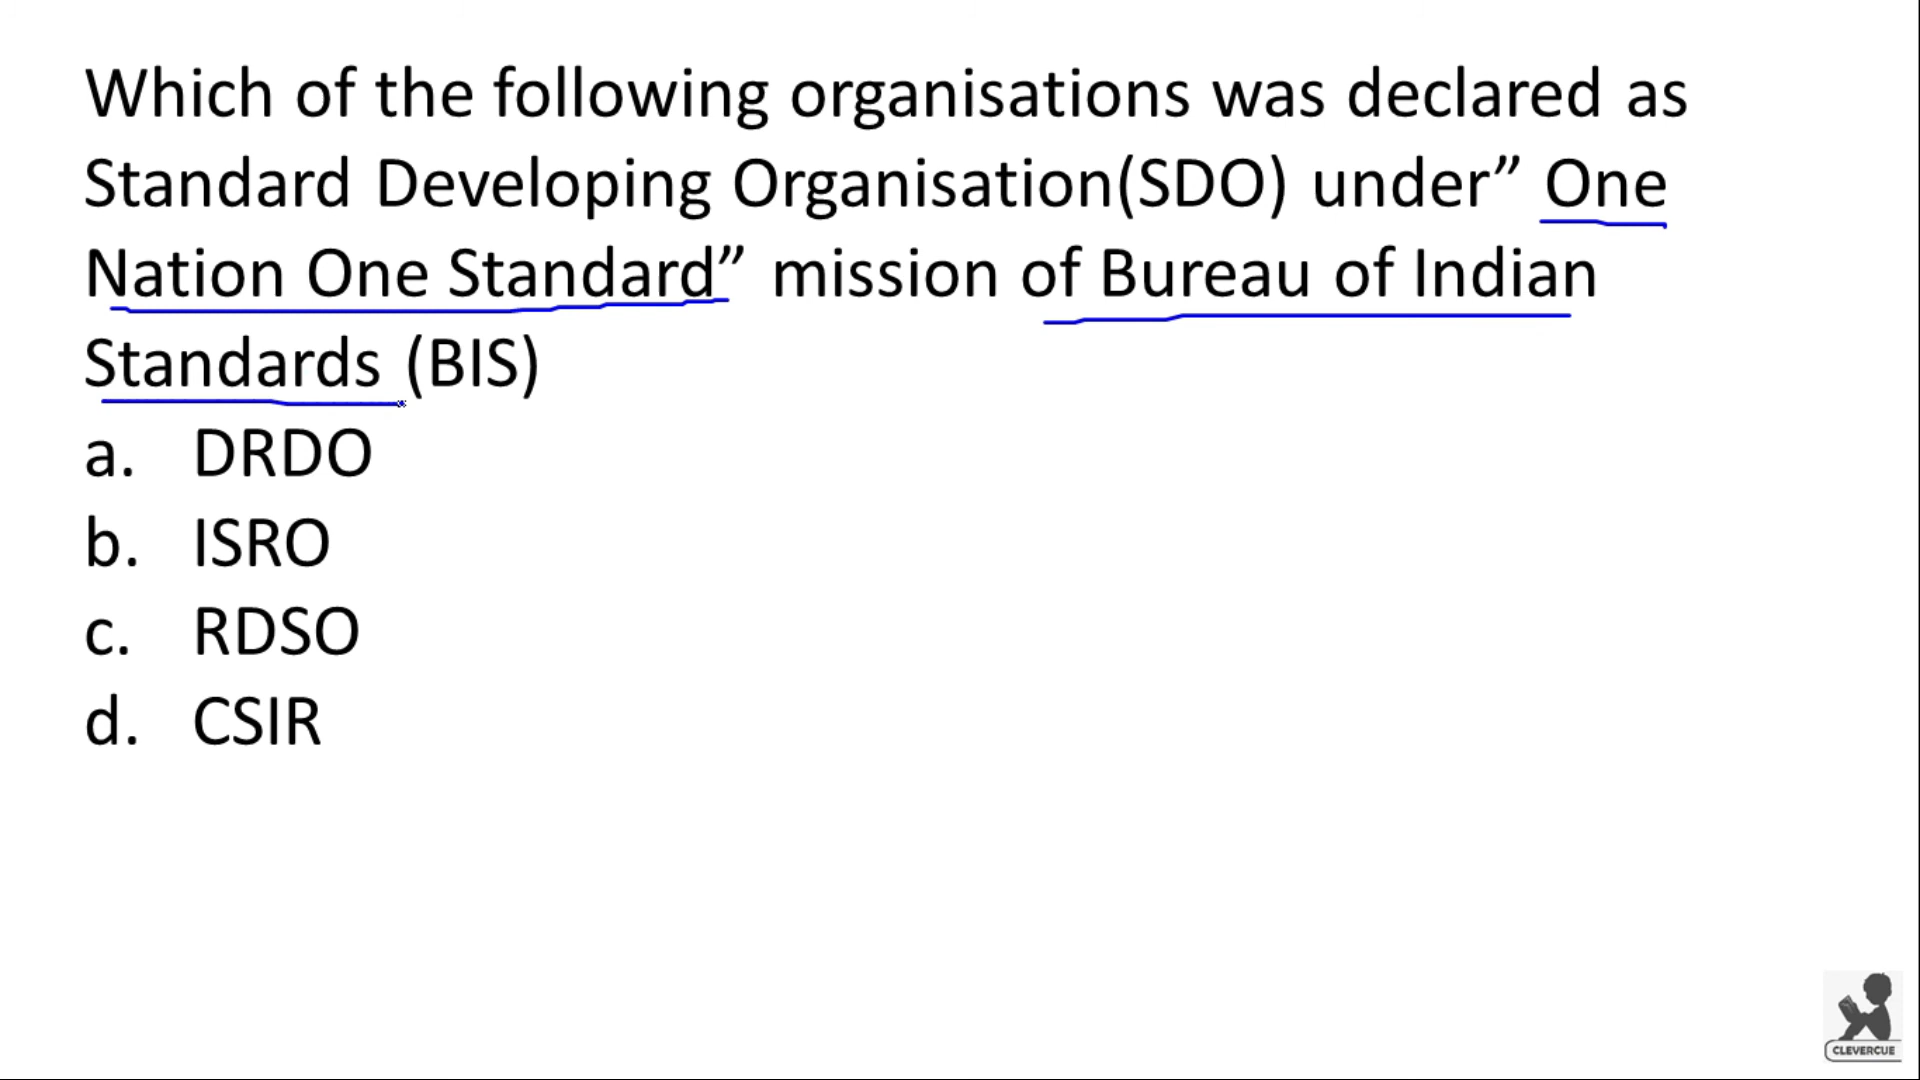 Which of the following organisations was declared as
Standard Developing Organisation(SDO) under” One
Nation One Standard” mission of Bureau of Indian
Standards (BIS)
a. DRDO
b. ISRO
c. RDSO
d. CSIR
CLEVERCUE